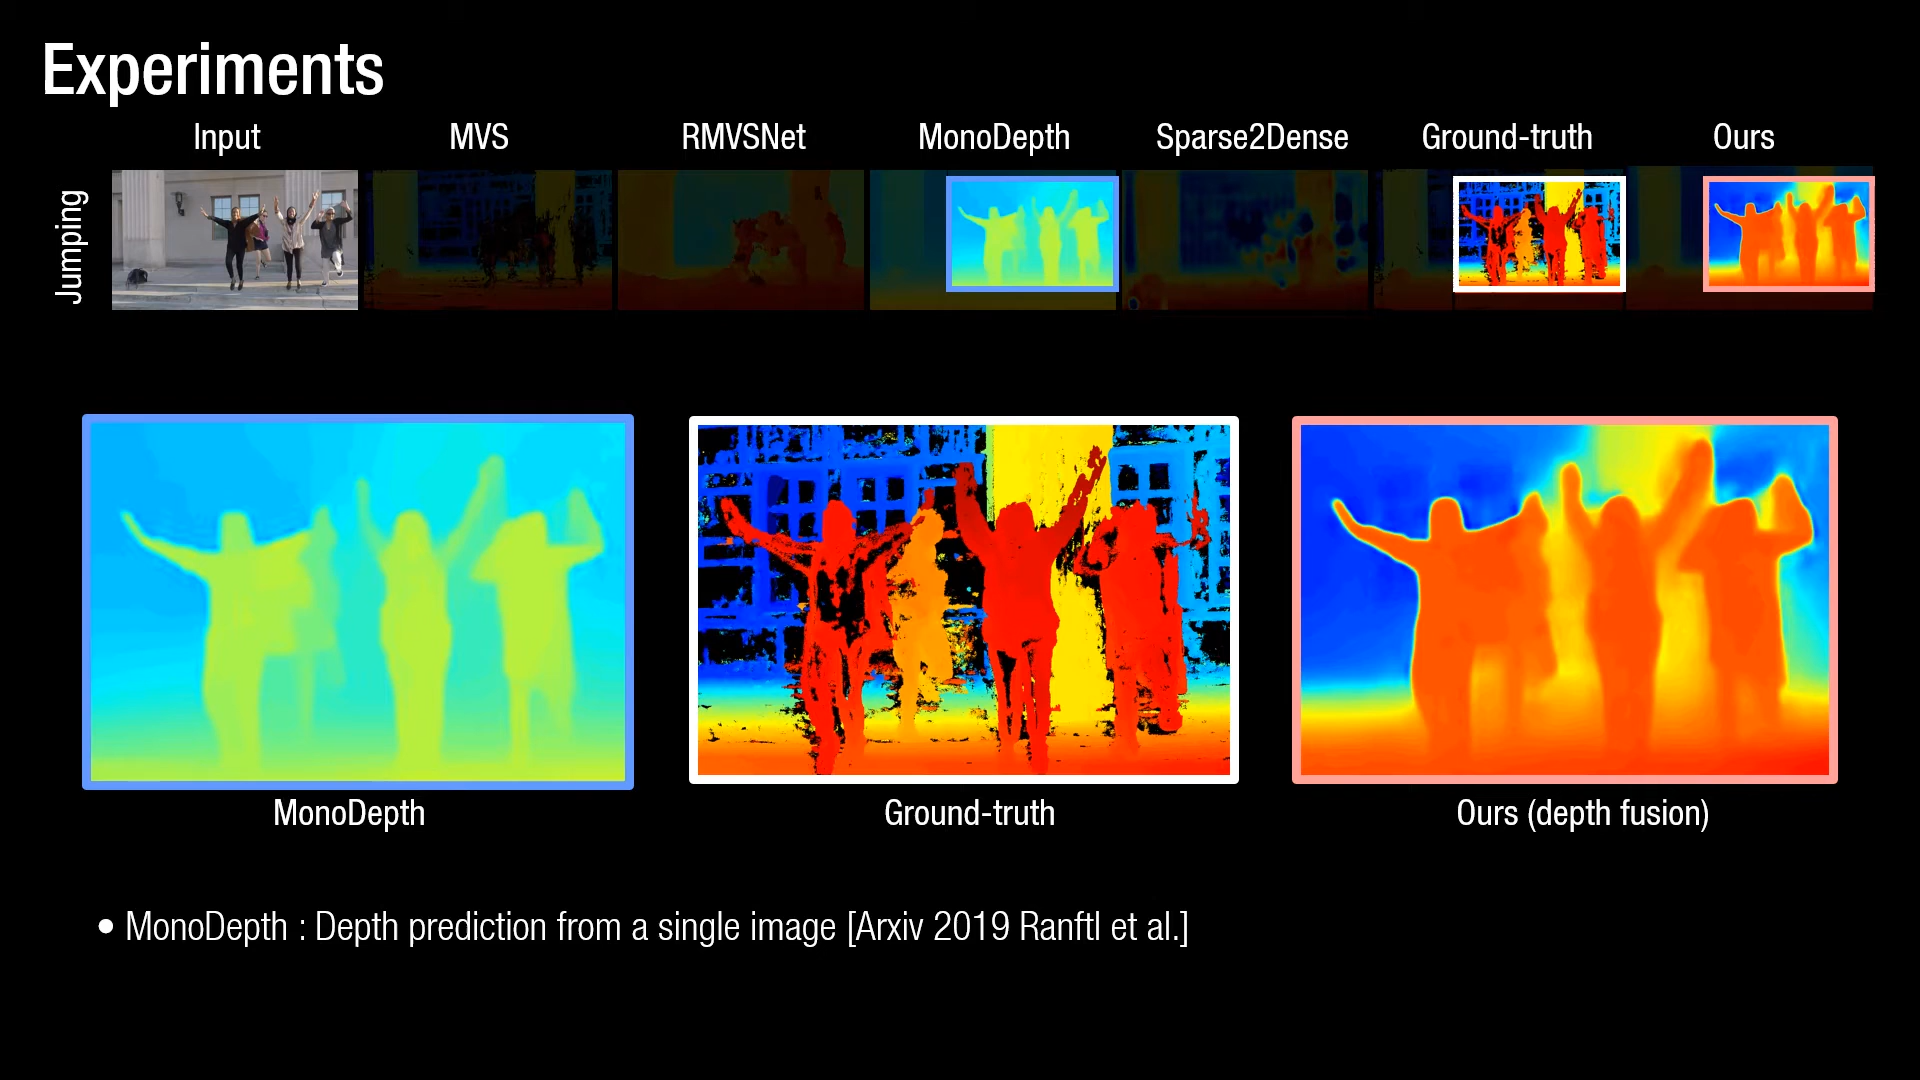 Experiments
Input MVS RMVSNet MonoDepth Sparse2Dense Ground-truth Ours
Jumping
MonoDepth Ground-truth Ours (depth fusion)
• MonoDepth : Depth prediction from a single image [Arxiv 2019 Ranftl et al.]